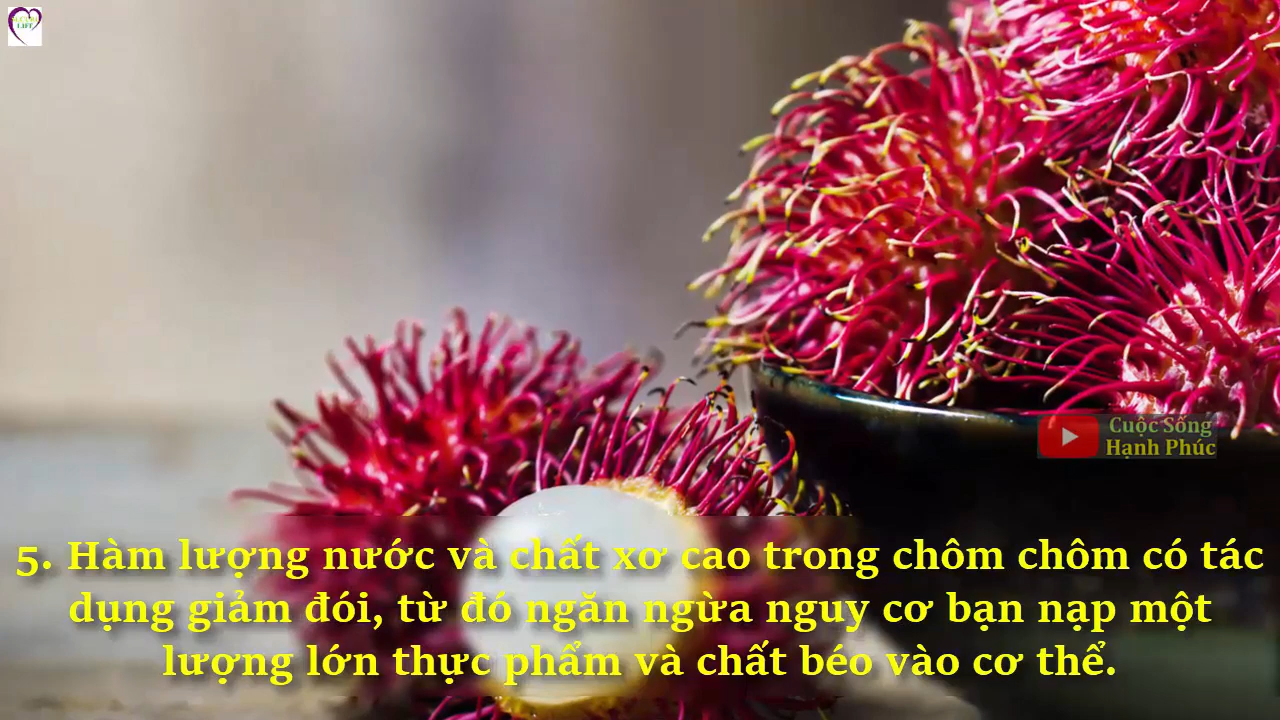 LIFE
Cuộc Sống
Hạnh Phúc
5. Hàm lượng nước và chất xơ cao trong chôm chôm có tác
dụng giảm đói, từ đó ngăn ngừa nguy cơ bạn nạp một
lượng lớn thực phẩm và chất béo vào cơ thể.